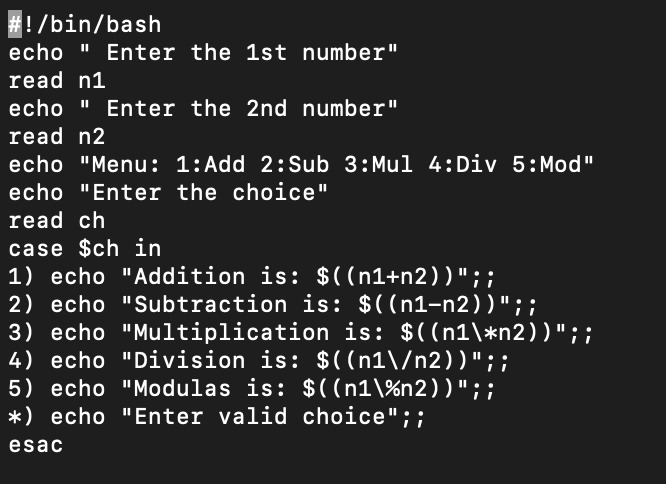 #!/bin/bash
echo " Enter the 1st number"
read n1
echo " Enter the 2nd number"
read n2
echo "Menu: 1:Add 2:Sub 3:Mul 4:Div 5:Mod"
echo "Enter the choice"
read ch
case $ch in
1) echo "Addition is: $((n1+n2))";;
2) echo "Subtraction is: $((n1-n2))";;
3) echo "Multiplication is: $((n1\*n2))";;
4) echo "Division is: $((n1\/n2))";;
5) echo "Modulas is: $((n1\%n2))";;
*) echo "Enter valid choice";;
esac